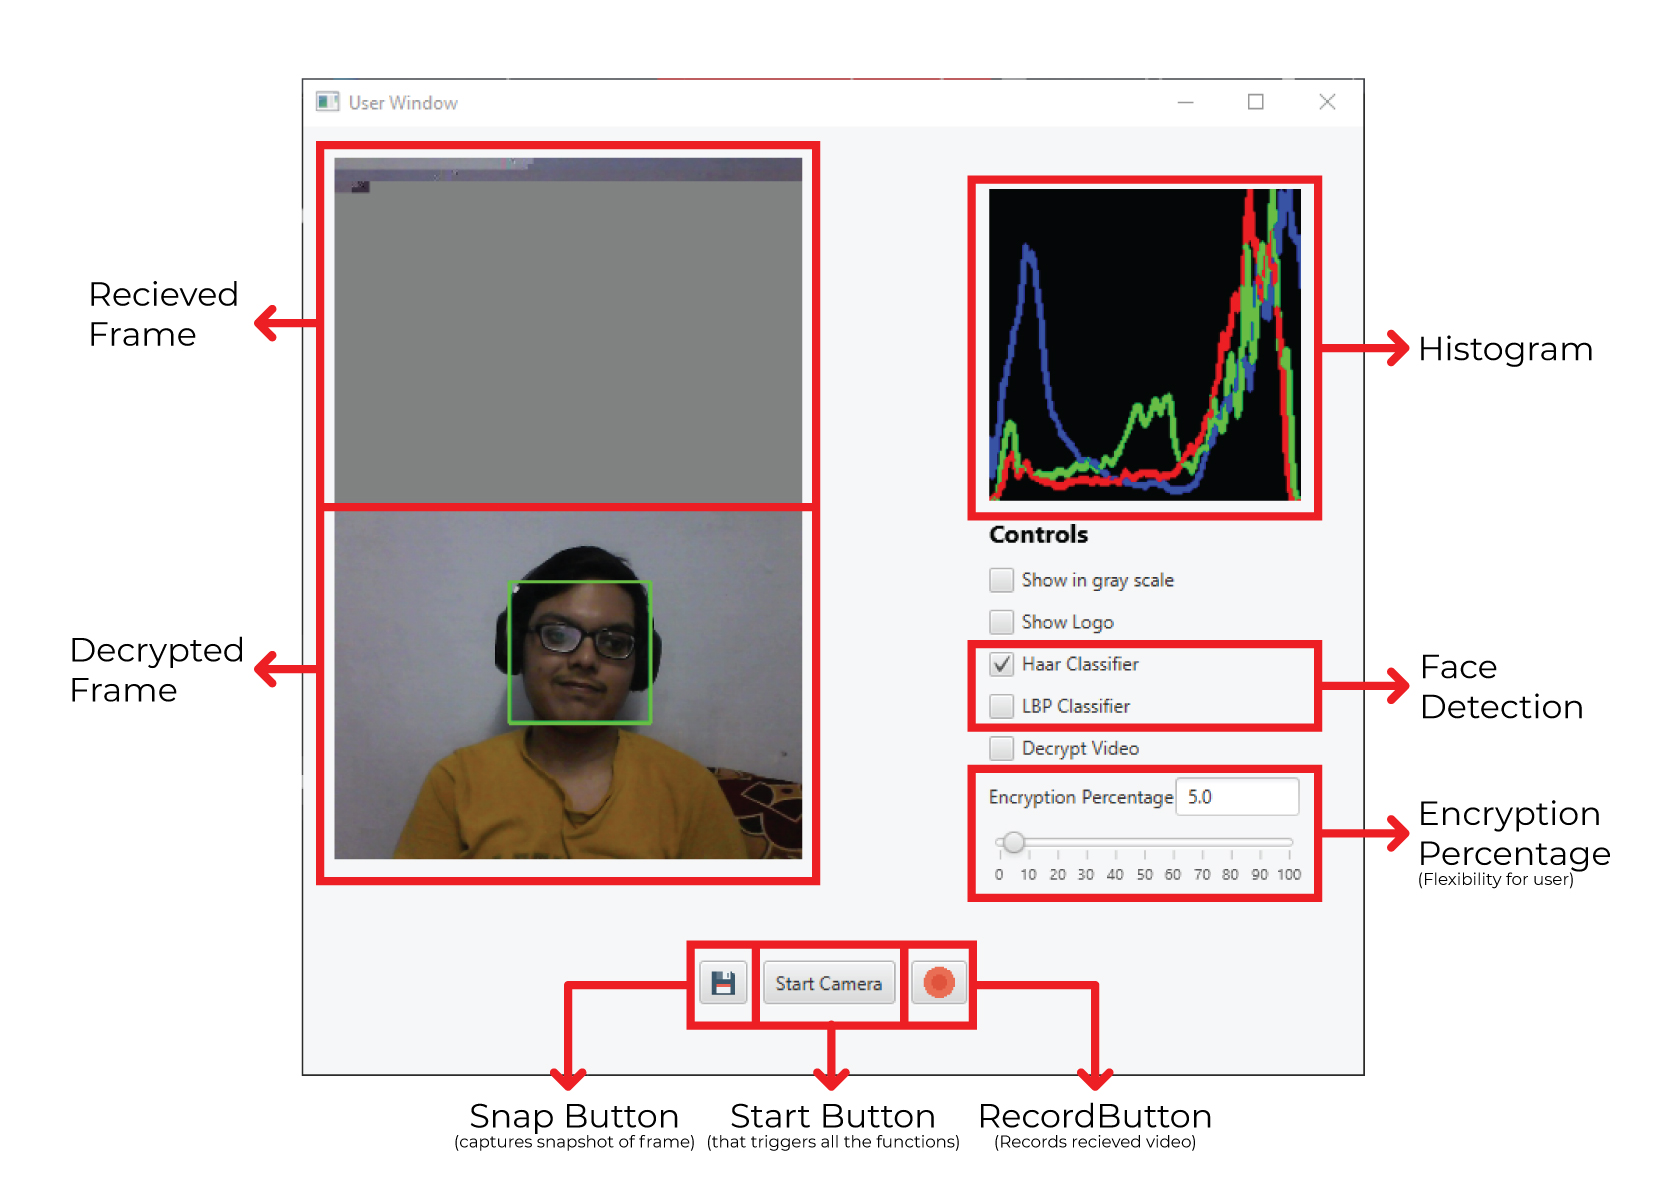 User Window
Recieved
Frame
Histogram
Controls
Show in gray scale
Show Logo
Haar Classifier
LBP Classifier
Decrypt Video
Decrypted
Frame
Face
Detection
Encryption Percentage 5.0
0 10 20 30 40 50 60 70 80 90 100
Encryption
Percentage
(Flexibility for user)
Start Camera
Snap Button
(captures snapshot of frame)
Start Button
(that triggers all the functions)
RecordButton
(Records recieved video)